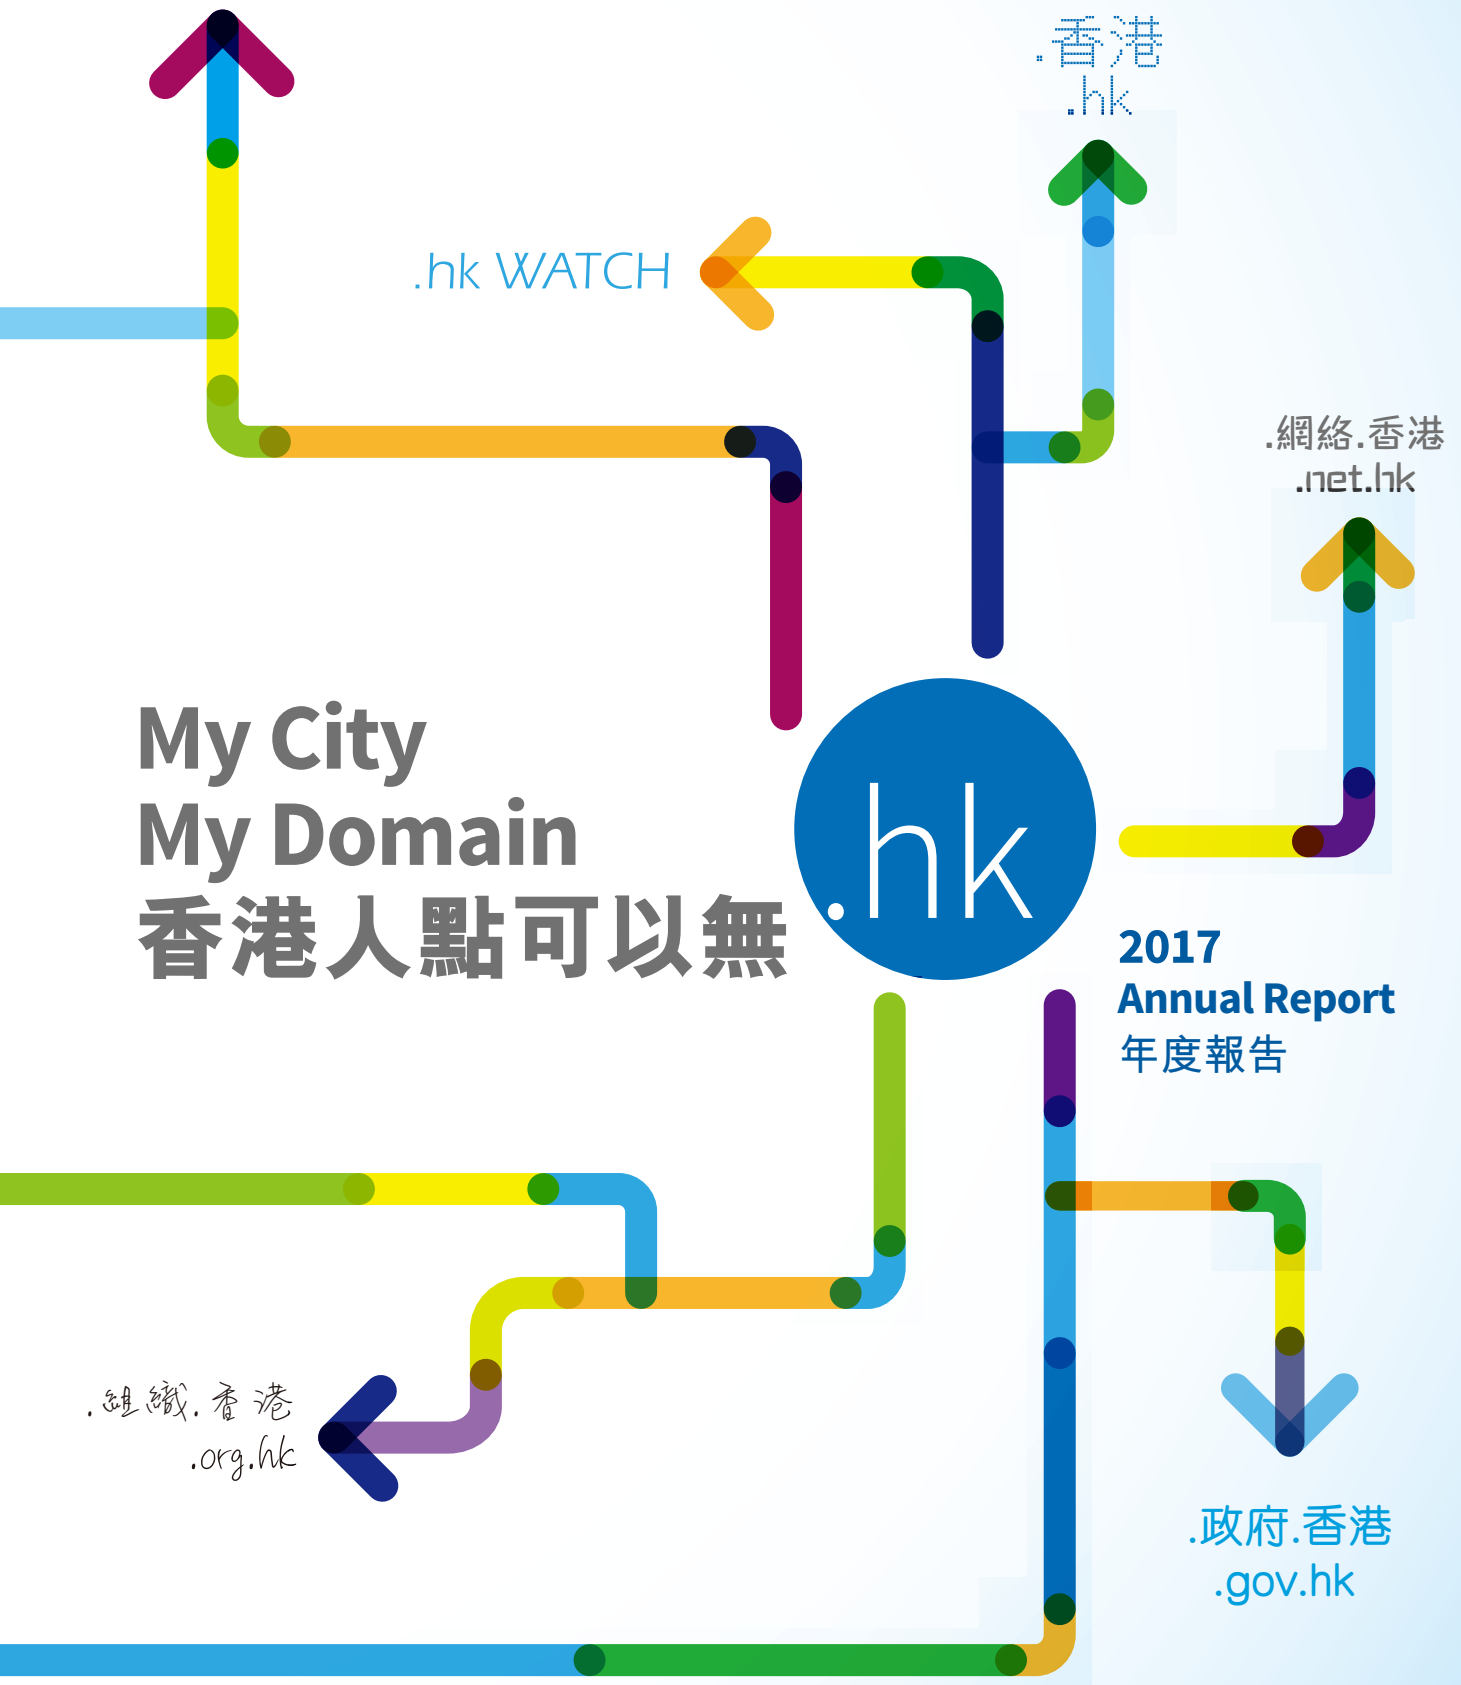 .香港
.hk
.hk WATCH
.網絡.香港
.net.hk
My City
My Domain
香港人點可以無
.hk
2017
Annual Report
年度報告
.組織.香港
.org.hk
.政府.香港
.gov.hk